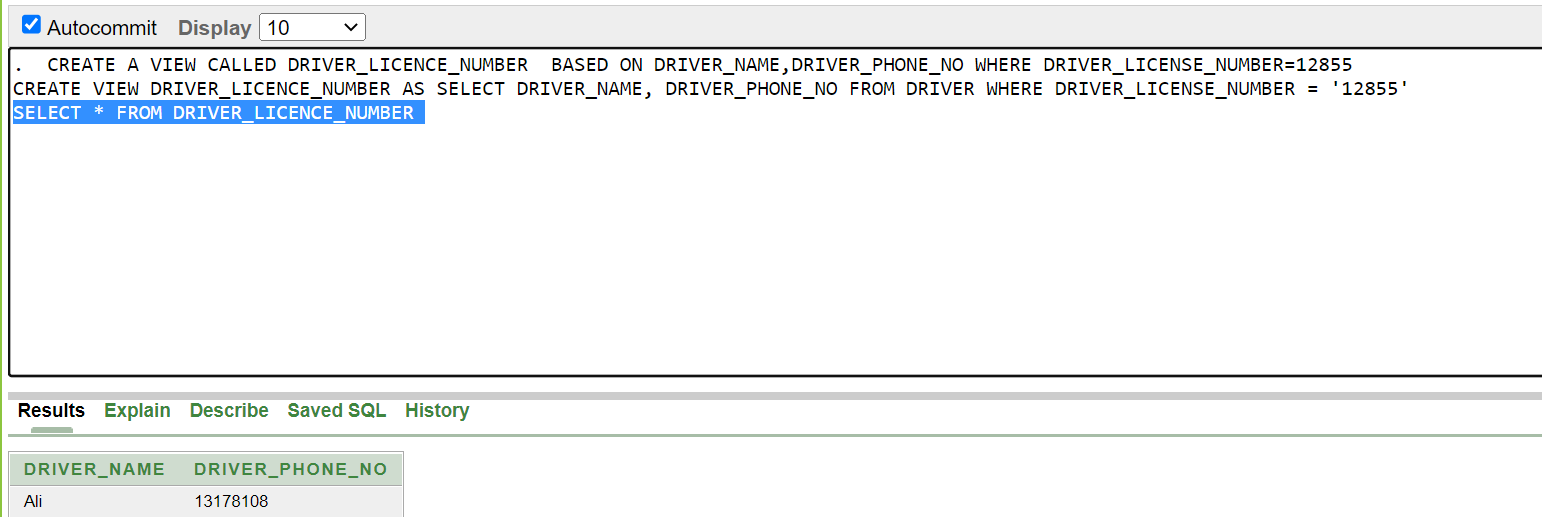 Autocommit Display 10
. CREATE A VIEW CALLED DRIVER_LICENCE_NUMBER  BASED ON DRIVER_NAME,DRIVER_PHONE_NO WHERE DRIVER_LICENSE_NUMBER=12855
CREATE VIEW DRIVER_LICENCE_NUMBER AS SELECT DRIVER_NAME, DRIVER_PHONE_NO FROM DRIVER WHERE DRIVER_LICENSE_NUMBER = '12855'
SELECT * FROM DRIVER_LICENCE_NUMBER
Results Explain Describe Saved SQL History
DRIVER_NAME DRIVER_PHONE_NO
Ali 13178108